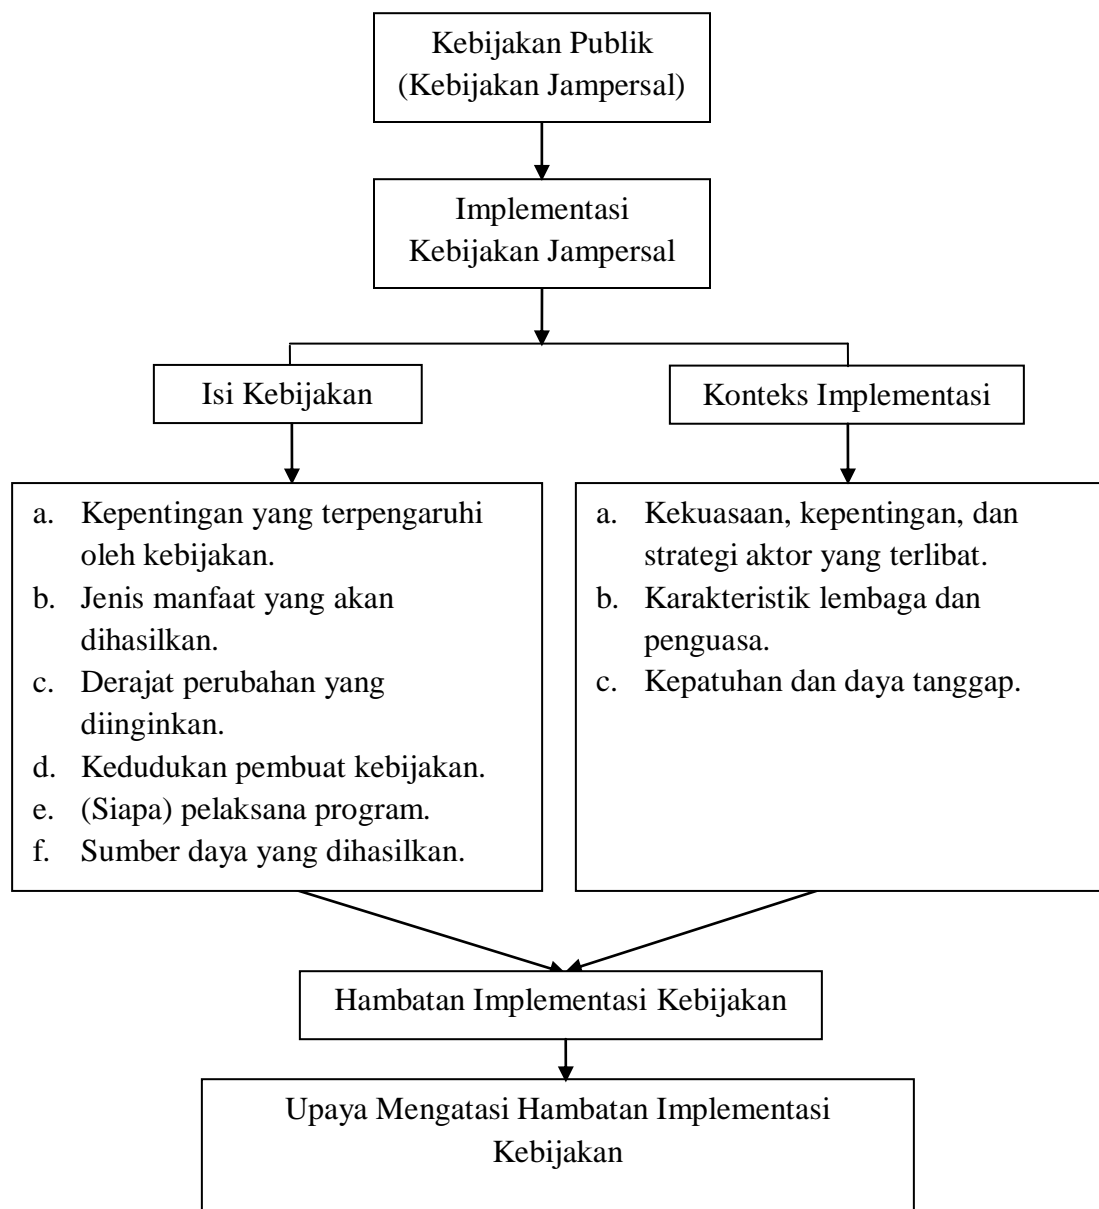 Kebijakan Publik
(Kebijakan Jampersal)
Implementasi
Kebijakan Jampersal
Isi Kebijakan
Konteks Implementasi
a. Kepentingan yang terpengaruhi
oleh kebijakan.
b. Jenis manfaat yang akan
dihasilkan.
c. Derajat perubahan yang
diinginkan.
d. Kedudukan pembuat kebijakan.
e. (Siapa) pelaksana program.
f. Sumber daya yang dihasilkan.
a. Kekuasaan, kepentingan, dan
strategi aktor yang terlibat.
b. Karakteristik lembaga dan
penguasa.
c. Kepatuhan dan daya tanggap.
Hambatan Implementasi Kebijakan
Upaya Mengatasi Hambatan Implementasi
Kebijakan